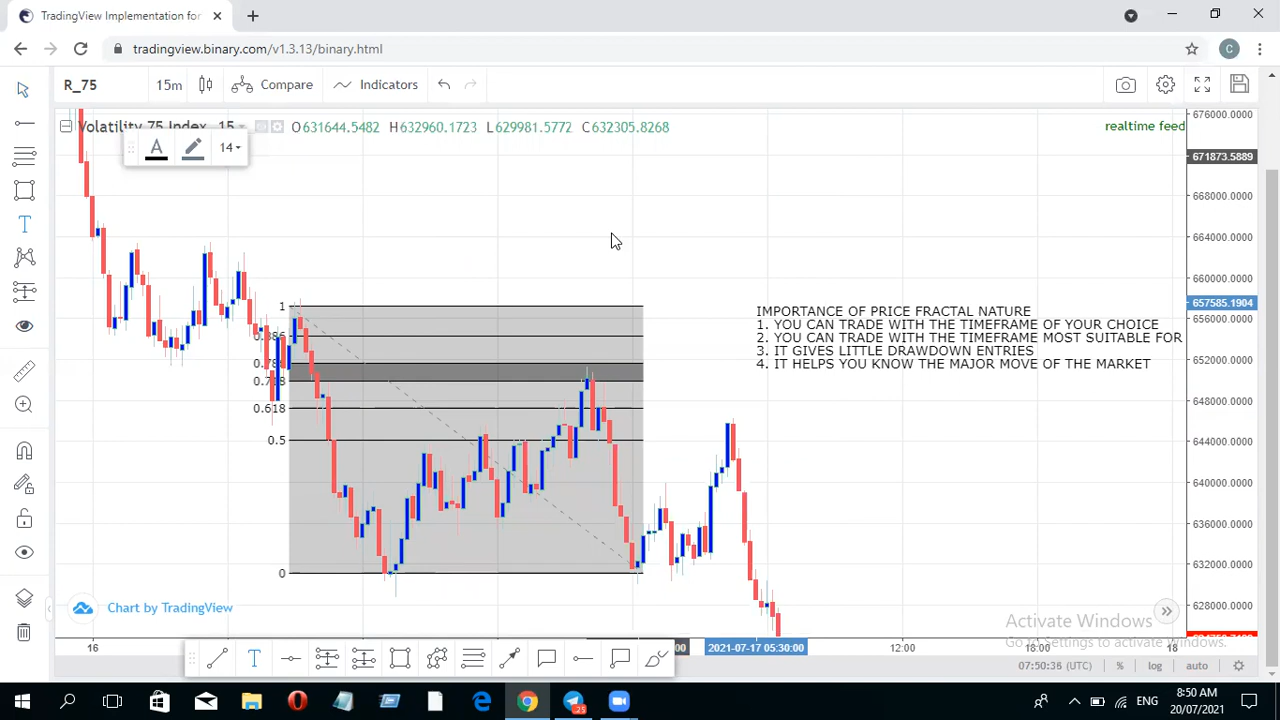 TradingView Implementation for
tradingview.binary.com/v1.3.13/binary.html
C
R_75
15m
Compare
Indicators
Volatility 75 Index, 15
O631644.5482 H632960.1723 L629981.5772 C632305.8268
realtime feed
A
14
676000.0000
671873.5889
668000.0000
664000.0000
660000.0000
657585.1904
656000.0000
652000.0000
648000.0000
644000.0000
640000.0000
636000.0000
632000.0000
628000.0000
1
0.618
0.5
0
IMPORTANCE OF PRICE FRACTAL NATURE
1. YOU CAN TRADE WITH THE TIMEFRAME OF YOUR CHOICE
2. YOU CAN TRADE WITH THE TIMEFRAME MOST SUITABLE FOR
3. IT GIVES LITTLE DRAWDOWN ENTRIES
4. IT HELPS YOU KNOW THE MAJOR MOVE OF THE MARKET
Chart by TradingView
Activate Windows
Go to Settings to activate Windows.
16
2021-07-17 05:30:00
12:00
18:00
18
T
07:50:36 (UTC)
%
log
auto
25
ENG
8:50 AM
20/07/2021